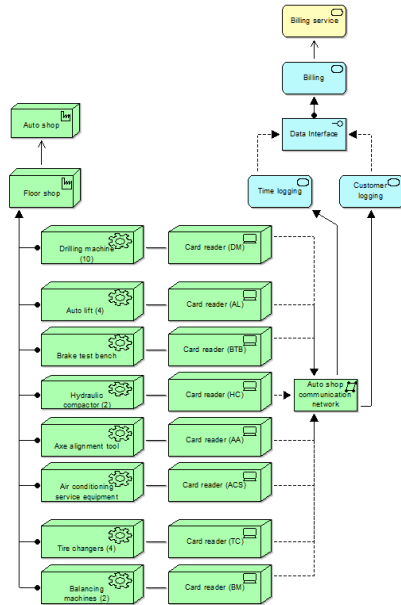 Billing service
Billing
Data Interface
Auto shop
Floor shop
Time logging
Customer
logging
Drilling machine
(10)
Card reader (DM)
Auto lift (4)
Card reader (AL)
Brake test bench
Card reader (BTB)
Hydraulic
compactor (2)
Card reader (HC)
Auto shop
communication
network
Axe alignment tool
Card reader (AA)
Air conditioning
service equipment
Card reader (ACS)
Tire changers (4)
Card reader (TC)
Balancing
machines (2)
Card reader (BM)